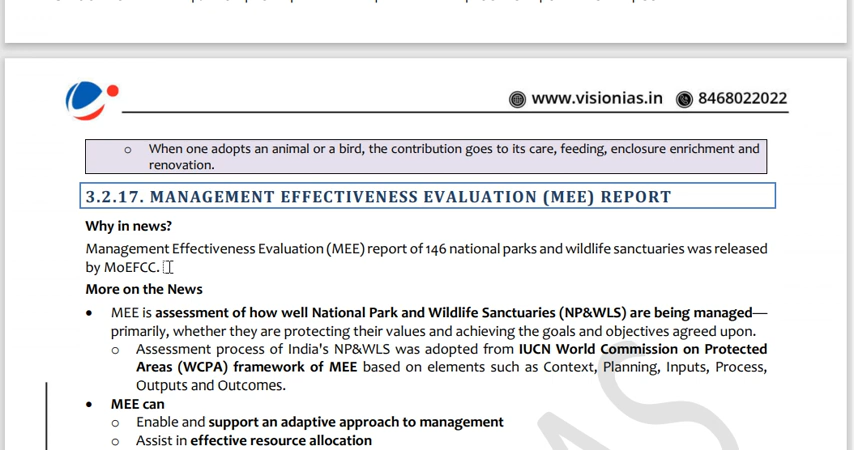 www.visionias.in 8468022022
○ When one adopts an animal or a bird, the contribution goes to its care, feeding, enclosure enrichment and
renovation.
3.2.17. MANAGEMENT EFFECTIVENESS EVALUATION (MEE) REPORT
Why in news?
Management Effectiveness Evaluation (MEE) report of 146 national parks and wildlife sanctuaries was released
by MoEFCC.
More on the News
• MEE is assessment of how well National Park and Wildlife Sanctuaries (NP&WLS) are being managed—
primarily, whether they are protecting their values and achieving the goals and objectives agreed upon.
○ Assessment process of India's NP&WLS was adopted from IUCN World Commission on Protected
Areas (WCPA) framework of MEE based on elements such as Context, Planning, Inputs, Process,
Outputs and Outcomes.
• MEE can
○ Enable and support an adaptive approach to management
○ Assist in effective resource allocation